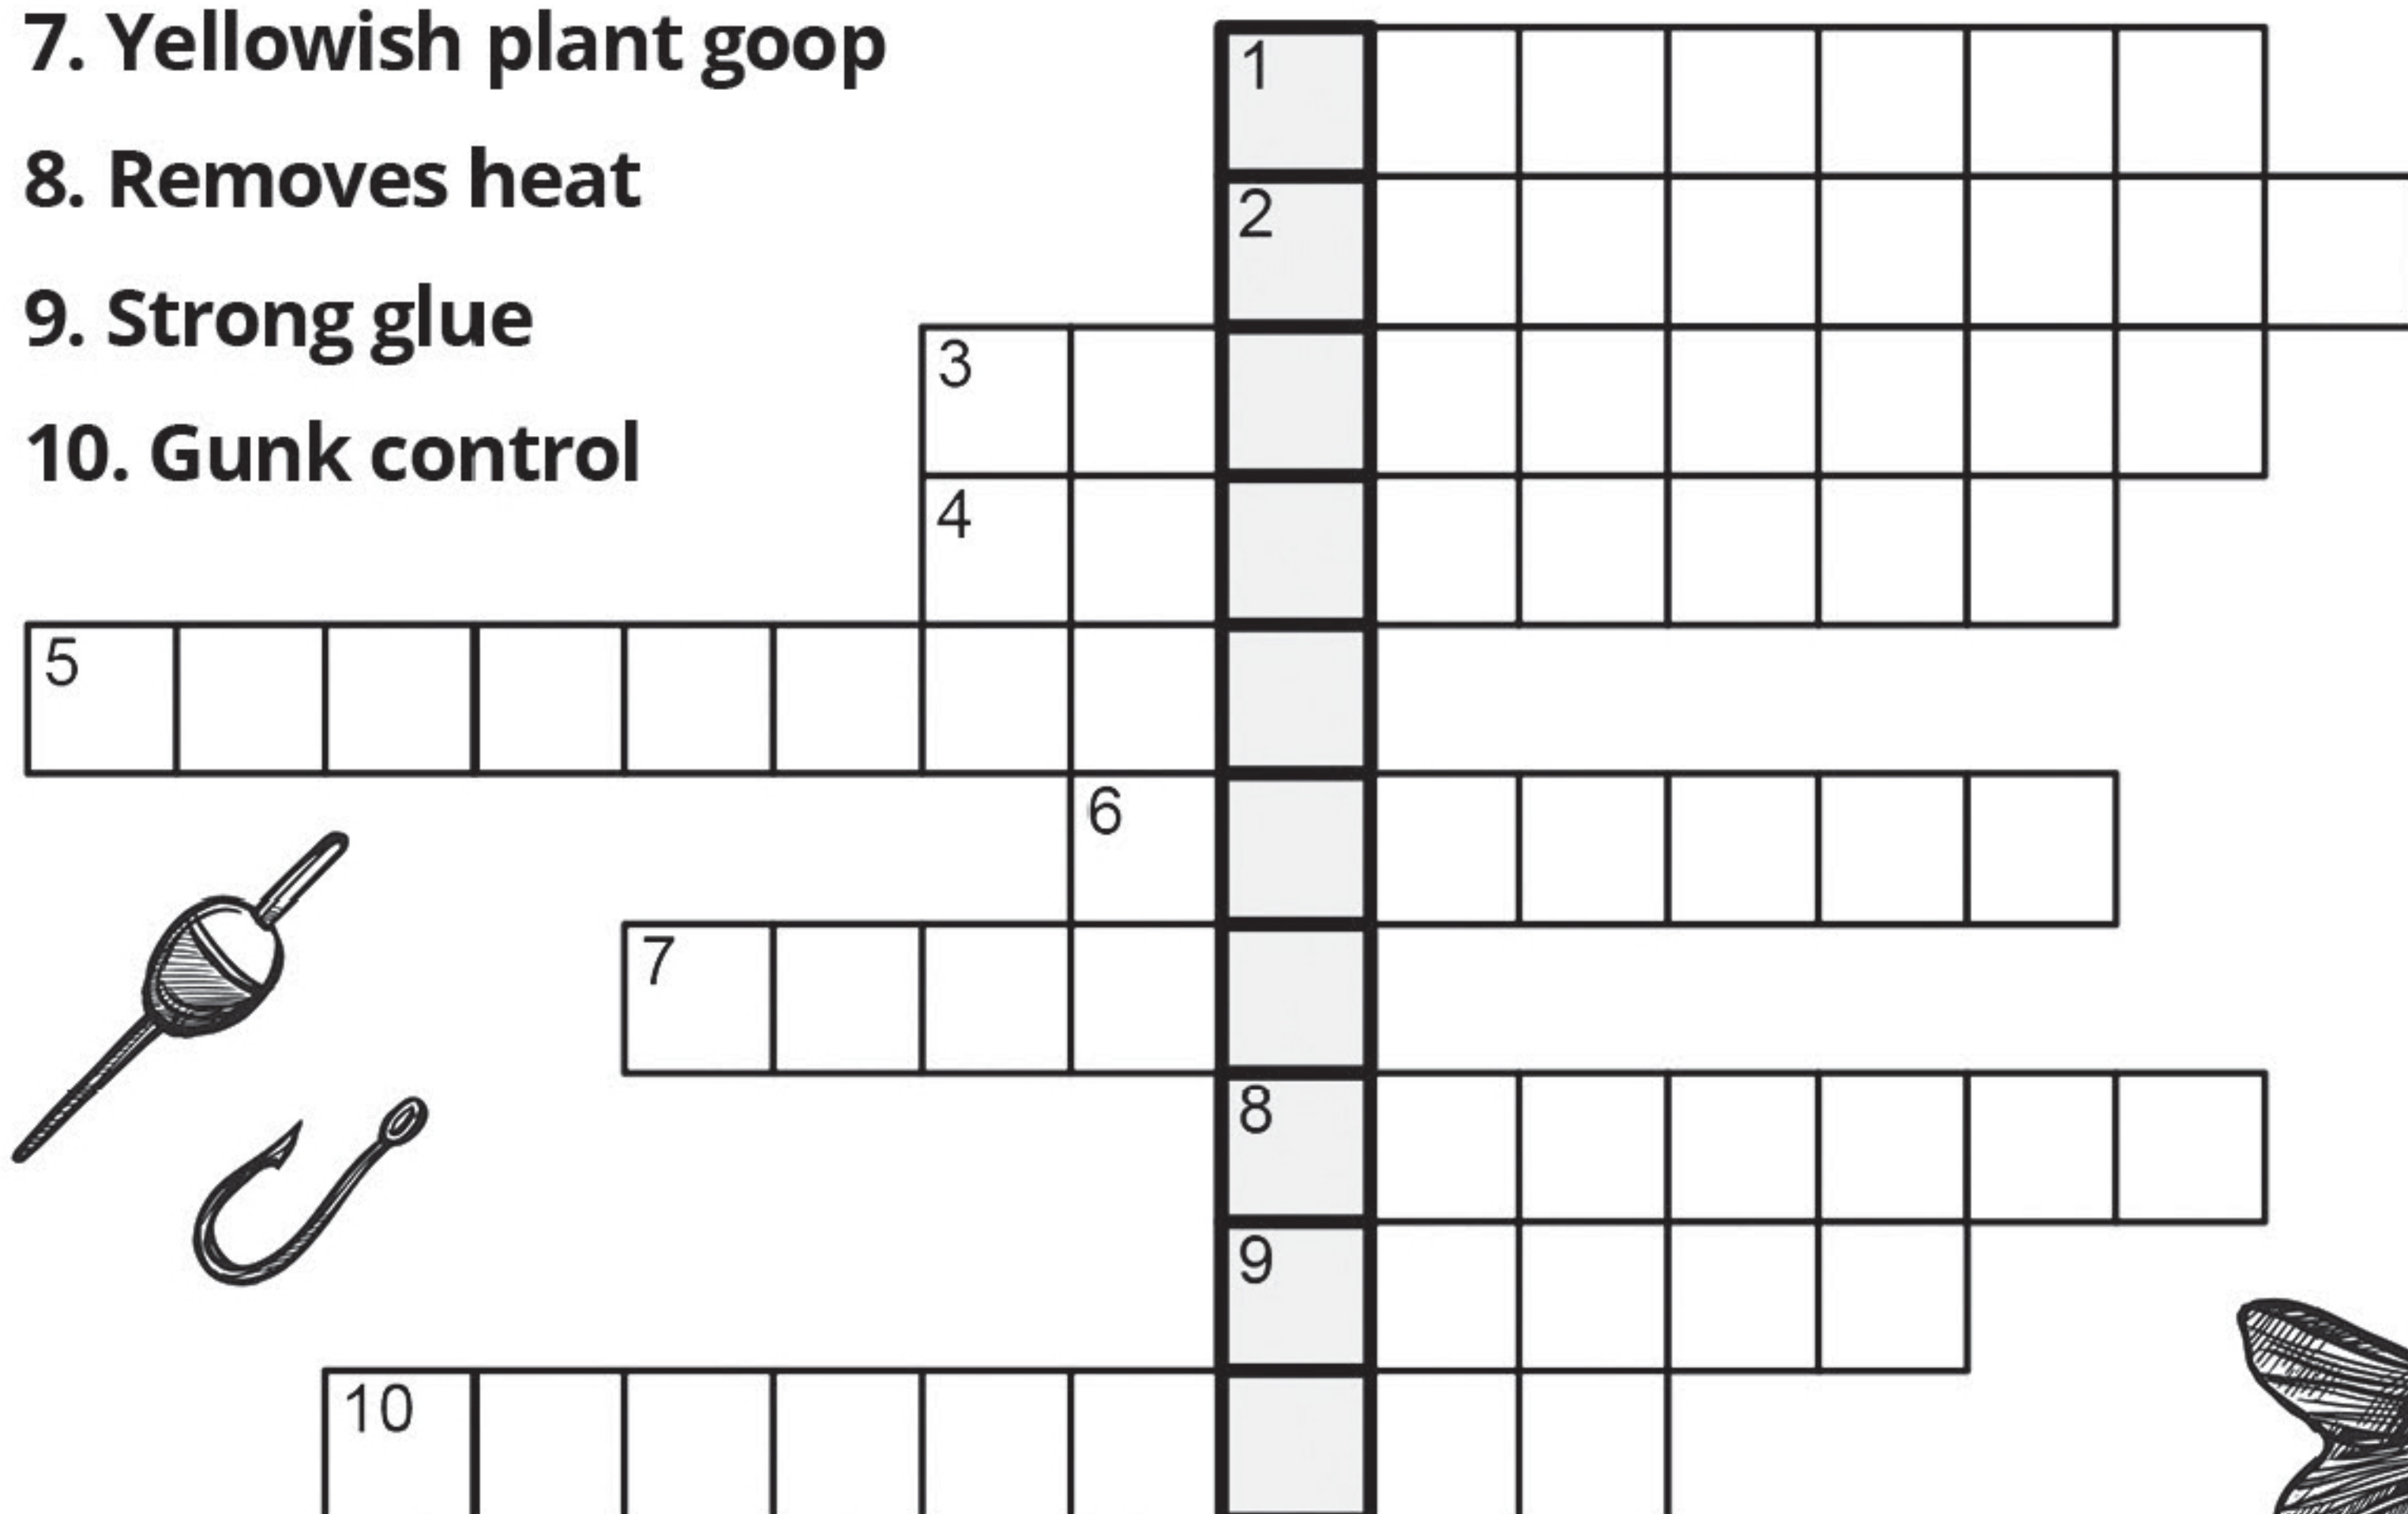 7. Yellowish plant goop
8. Removes heat
9. Strong glue
10. Gunk control
1
2
3
4
5
6
7
8
9
10